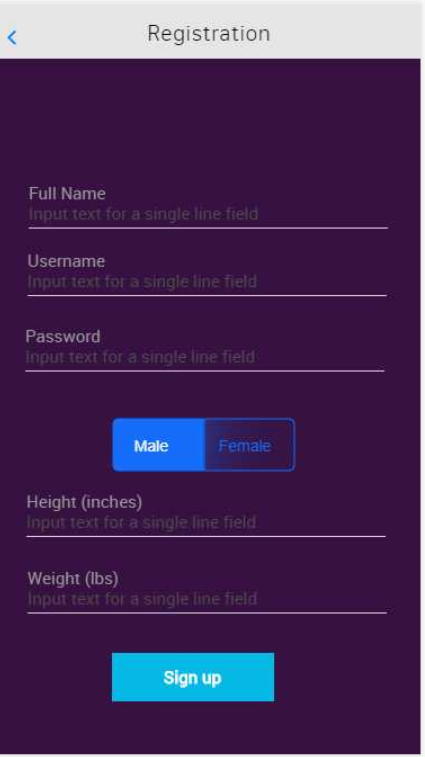 Registration
Full Name
Input text for a single line field
Username
Input text for a single line field
Password
Input text for a single line field
Male Female
Height (inches)
Input text for a single line field
Weight (lbs)
Input text for a single line field
Sign up